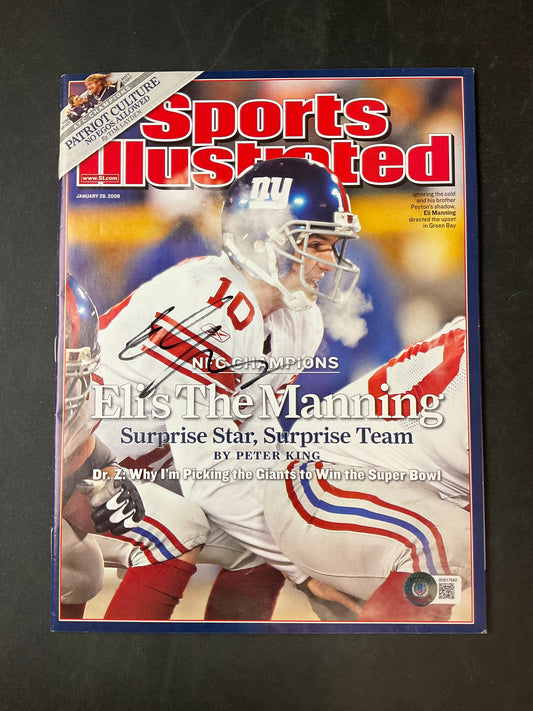 PATRIOT CULTURE
NO EGOS ALLOWED
By TIM LAYDEN
Sports
Illustrated
www.SI.com
JANUARY 28, 2008
Ignoring the cold
and his brother
Peyton's shadow,
Eli Manning
directed the upset
in Green Bay
ny
10
NFC CHAMPIONS
Eli's The Manning
Surprise Star, Surprise Team
BY PETER KING
Dr. Z: Why I'm Picking the Giants to Win the Super Bowl